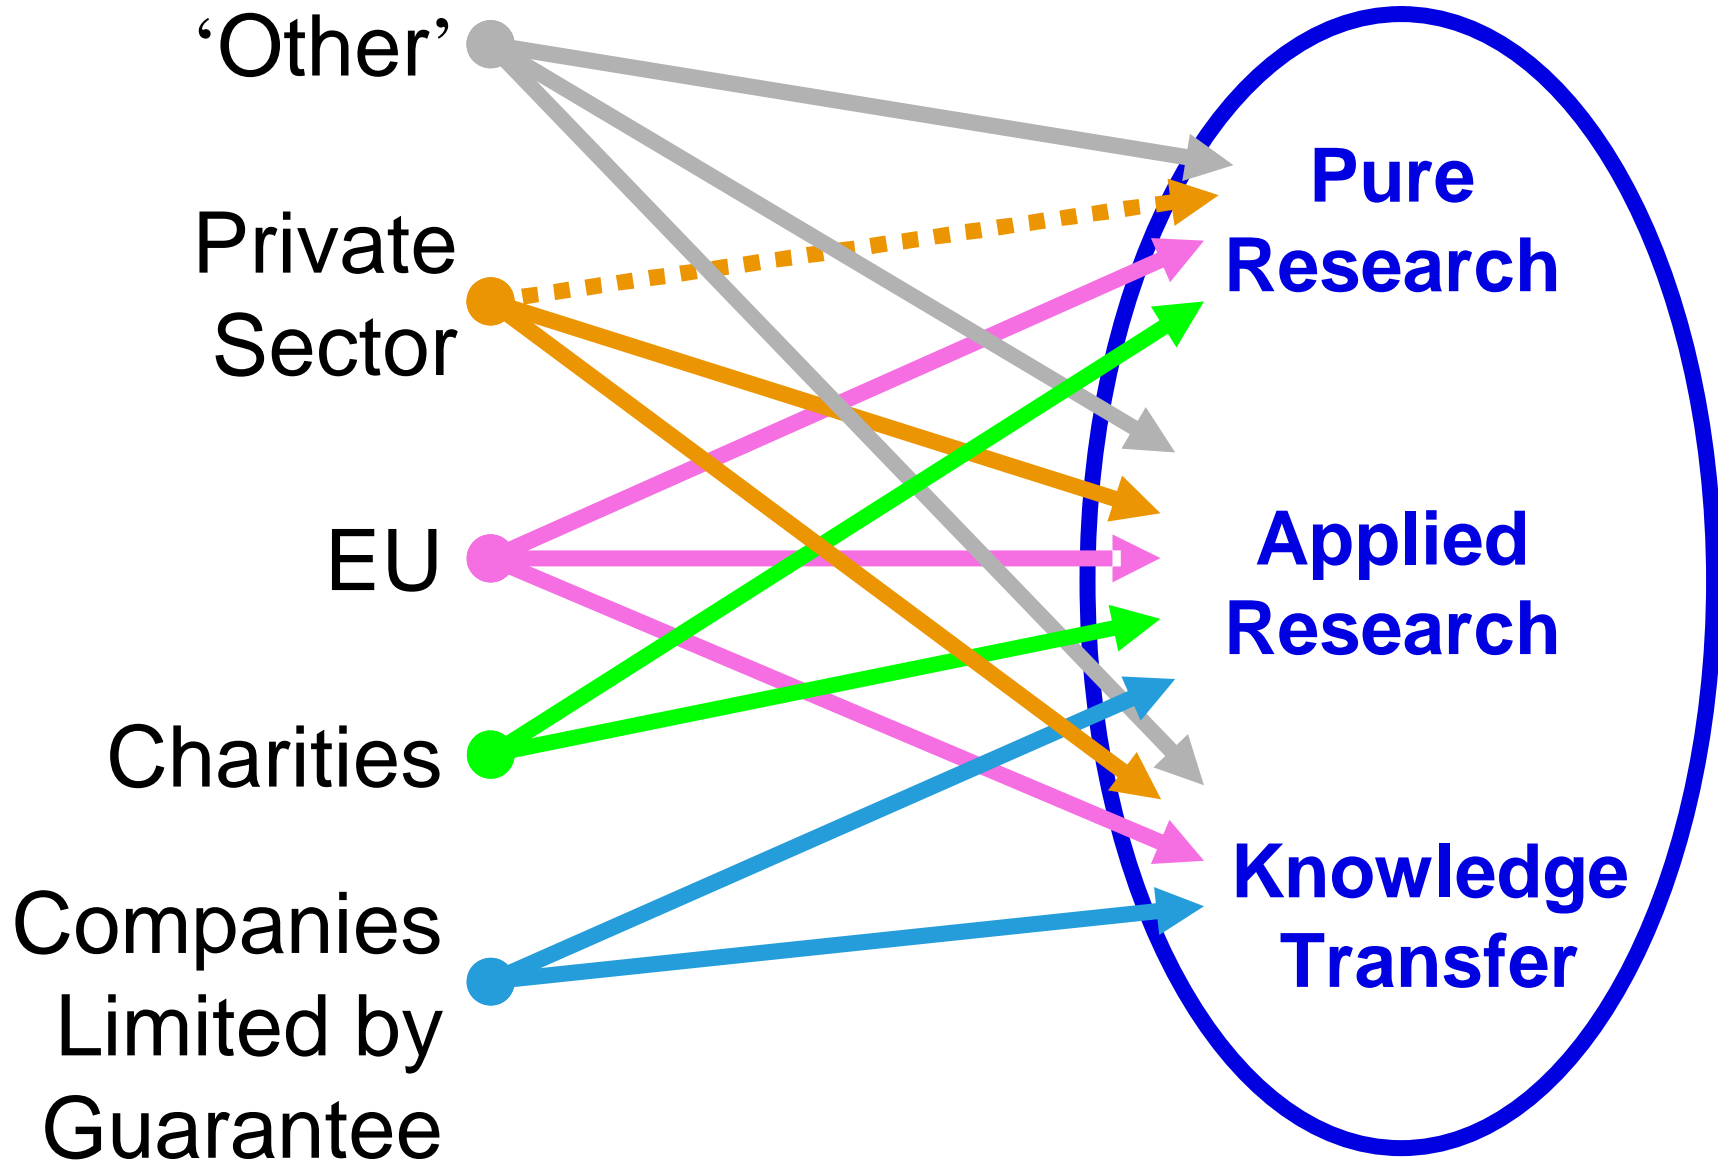 ‘Other’
Private
Sector
EU
Charities
Companies
Limited by
Guarantee
Pure
Research
Applied
Research
Knowledge
Transfer